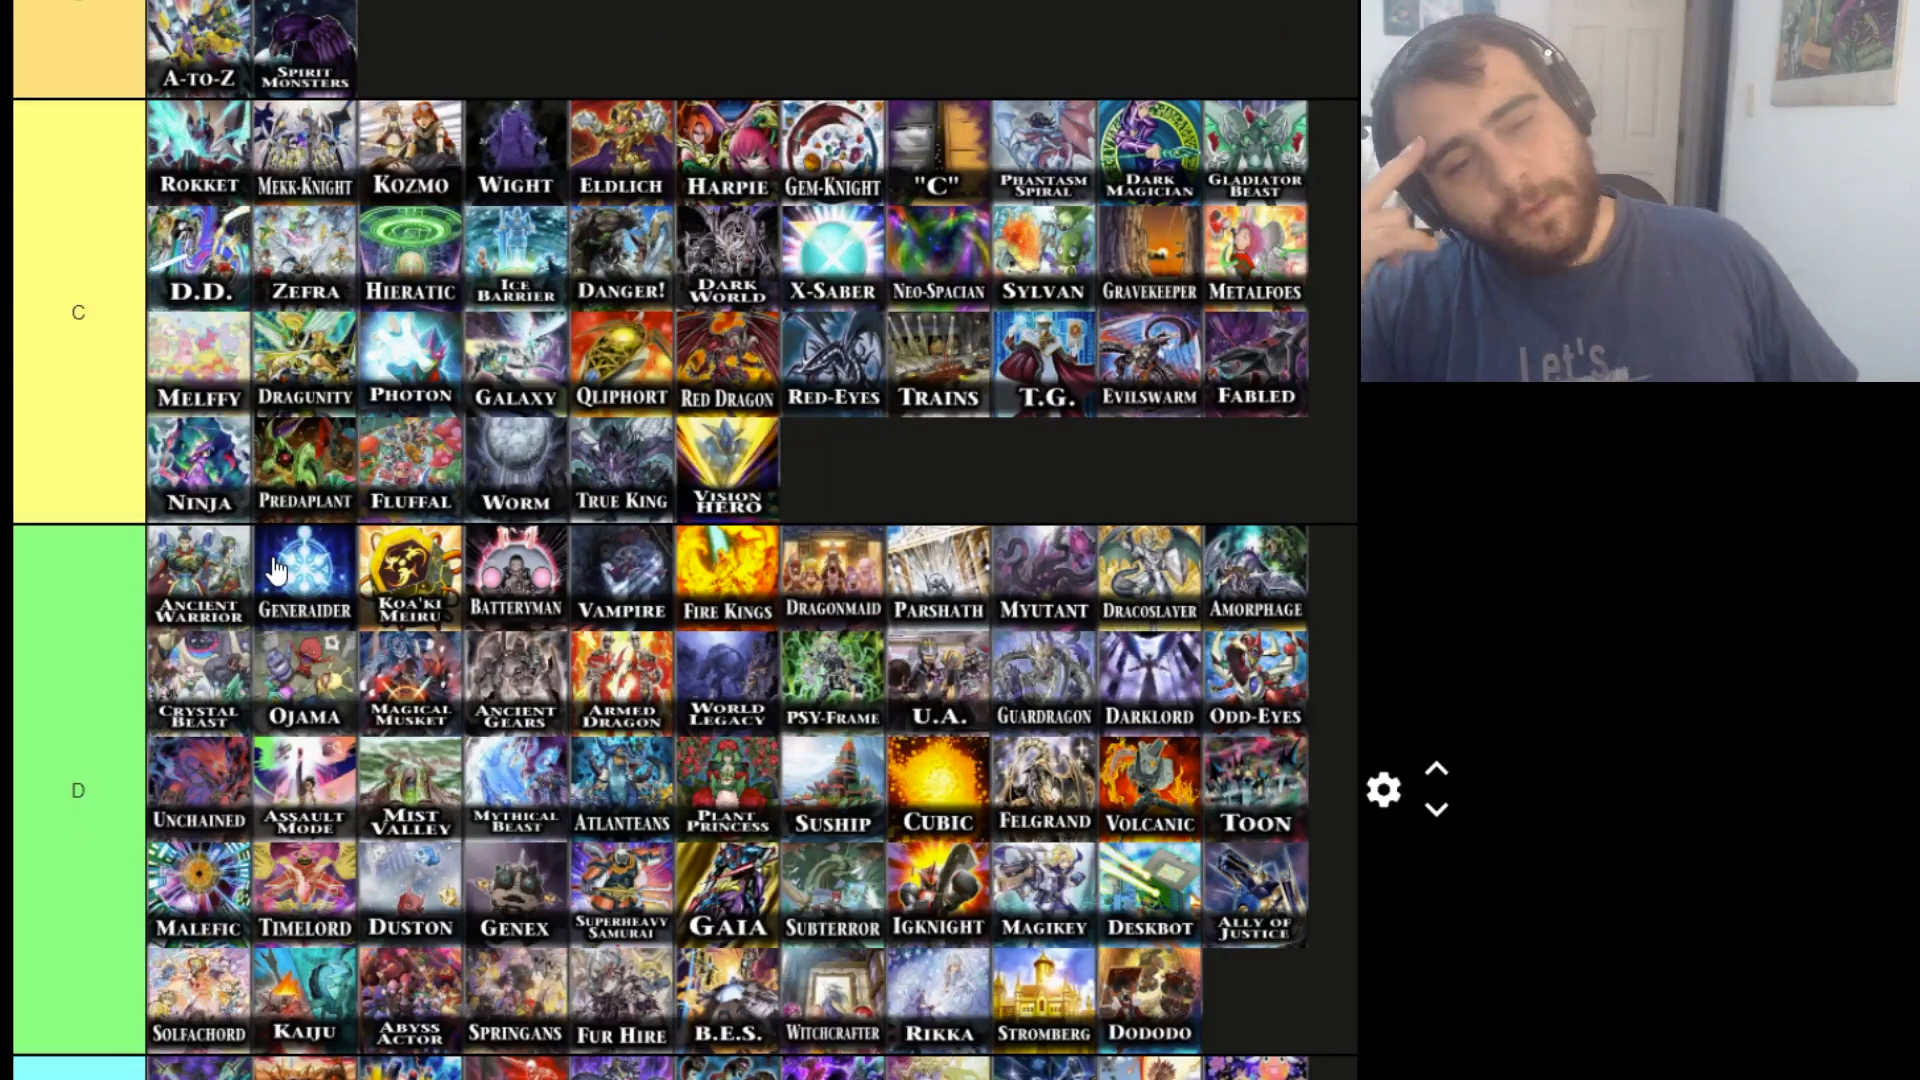 A-to-Z
Spirit Monsters
C
Rokket
Mekk-Knight
Kozmo
Wight
Eldlich
Harpie
Gem-Knight
"C"
Phantasm Spiral
Dark Magician
Gladiator Beast
D.D.
Zefra
Hieratic
Ice Barrier
Danger!
Dark World
X-Saber
Neo-Spacian
Sylvan
Gravekeeper
Metalfoes
Melffy
Dragunity
Photon
Galaxy
Qliphort
Red Dragon
Red-Eyes
Trains
T.G.
Evilswarm
Fabled
Ninja
Predaplant
Fluffal
Worm
True King
Vision Hero
D
Ancient Warrior
Generaider
Koa'ki Meiru
Batteryman
Vampire
Fire Kings
Dragonmaid
Parshath
Myutant
Dracoslayer
Amorphage
Crystal Beast
Ojama
Magical Musket
Ancient Gears
Armed Dragon
World Legacy
Psy-Frame
U.A.
Guardragon
Darklord
Odd-Eyes
Unchained
Assault Mode
Mist Valley
Mythical Beast
Atlanteans
Plant Princess
Suship
Cubic
Felgrand
Volcanic
Toon
Malefic
Timelord
Duston
Genex
Superheavy Samurai
Gaia
Subterror
Igknight
Magikey
Deskbot
Ally of Justice
Solfachord
Kaiju
Abyss Actor
Springans
Fur Hire
B.E.S.
Witchcrafter
Rikka
Stromberg
Dododo
Let's